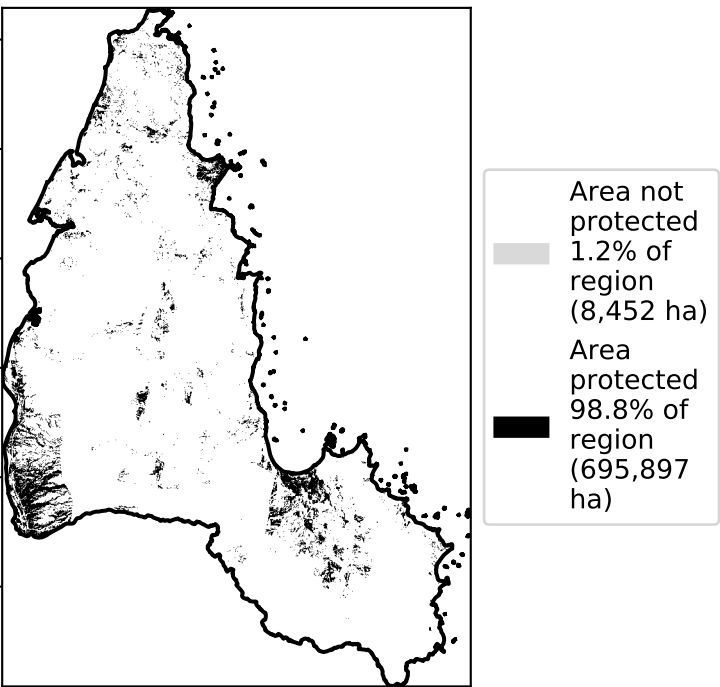 Area not
protected
1.2% of
region
(8,452 ha)
Area
protected
98.8% of
region
(695,897
ha)